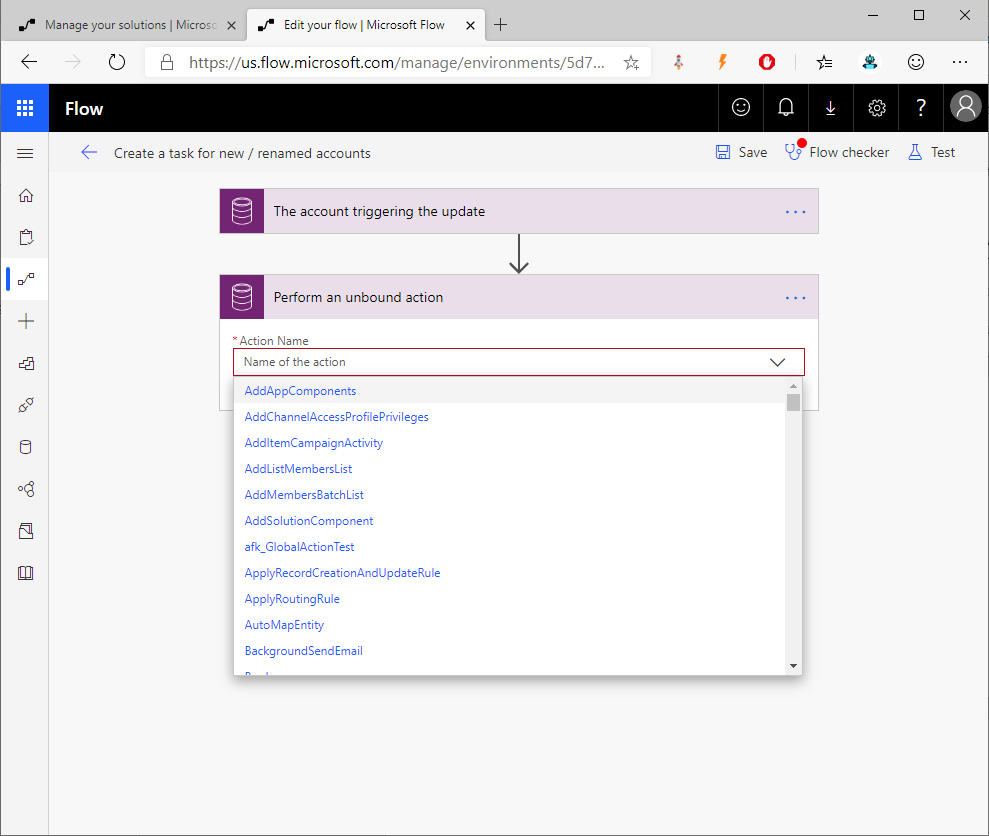 Manage your solutions | Microso
Edit your flow | Microsoft Flow
https://us.flow.microsoft.com/manage/environments/5d7...
Flow
?
Create a task for new / renamed accounts
Save
Flow checker
Test
The account triggering the update
...
Perform an unbound action
...
* Action Name
Name of the action
AddAppComponents
AddChannelAccessProfilePrivileges
AddItemCampaignActivity
AddListMembersList
AddMembersBatchList
AddSolutionComponent
afk_GlobalActionTest
ApplyRecordCreationAndUpdateRule
ApplyRoutingRule
AutoMapEntity
BackgroundSendEmail